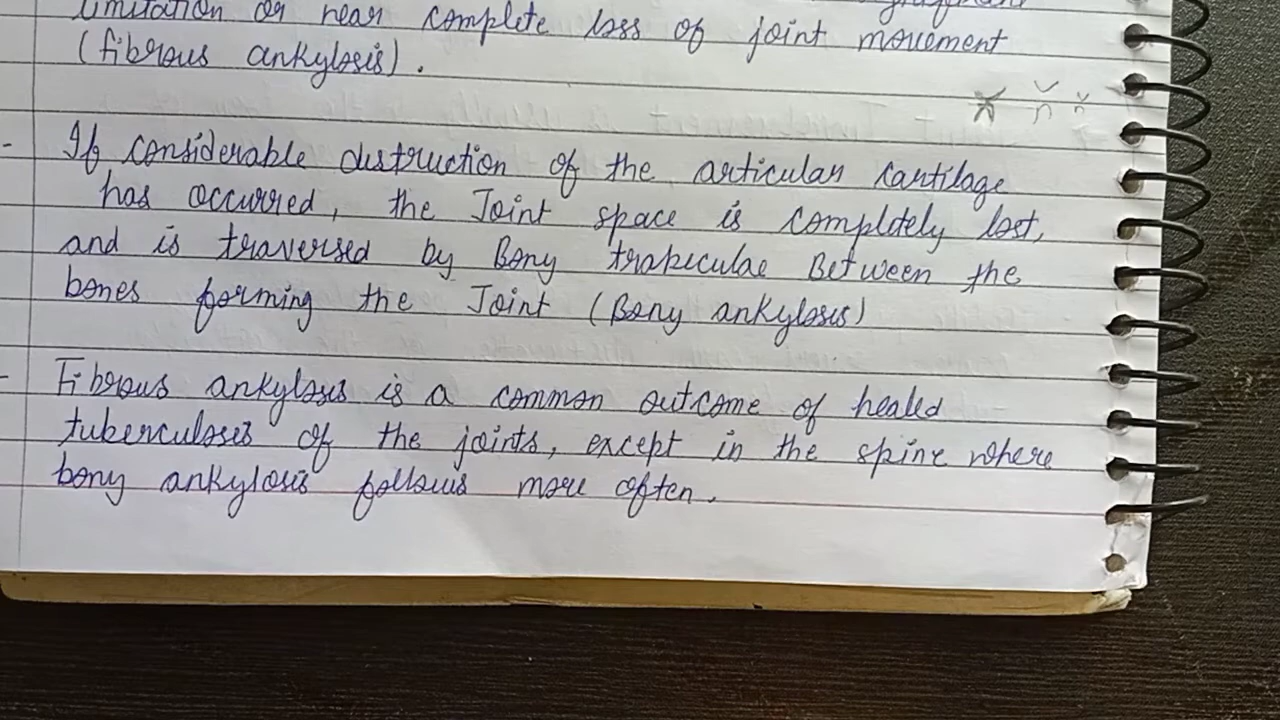 limitation or near complete loss of joint movement
(fibrous ankylosis).
- If considerable distruction of the articular cartilage
has occurred, the Joint space is completely lost,
and is traversed by Bony trabeculae Between the
bones forming the Joint (Bony ankylosis)
- Fibrous ankylosis is a common outcome of healed
tuberculosis of the joints, except in the spine where
bony ankylosis follows more often.